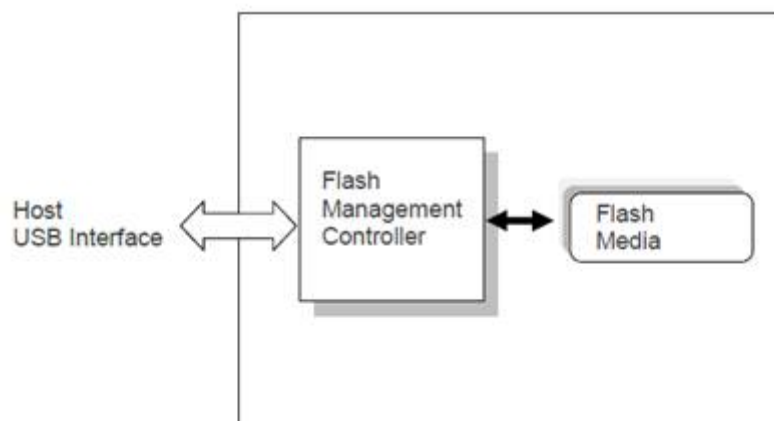 Host
USB Interface
Flash
Management
Controller
Flash
Media